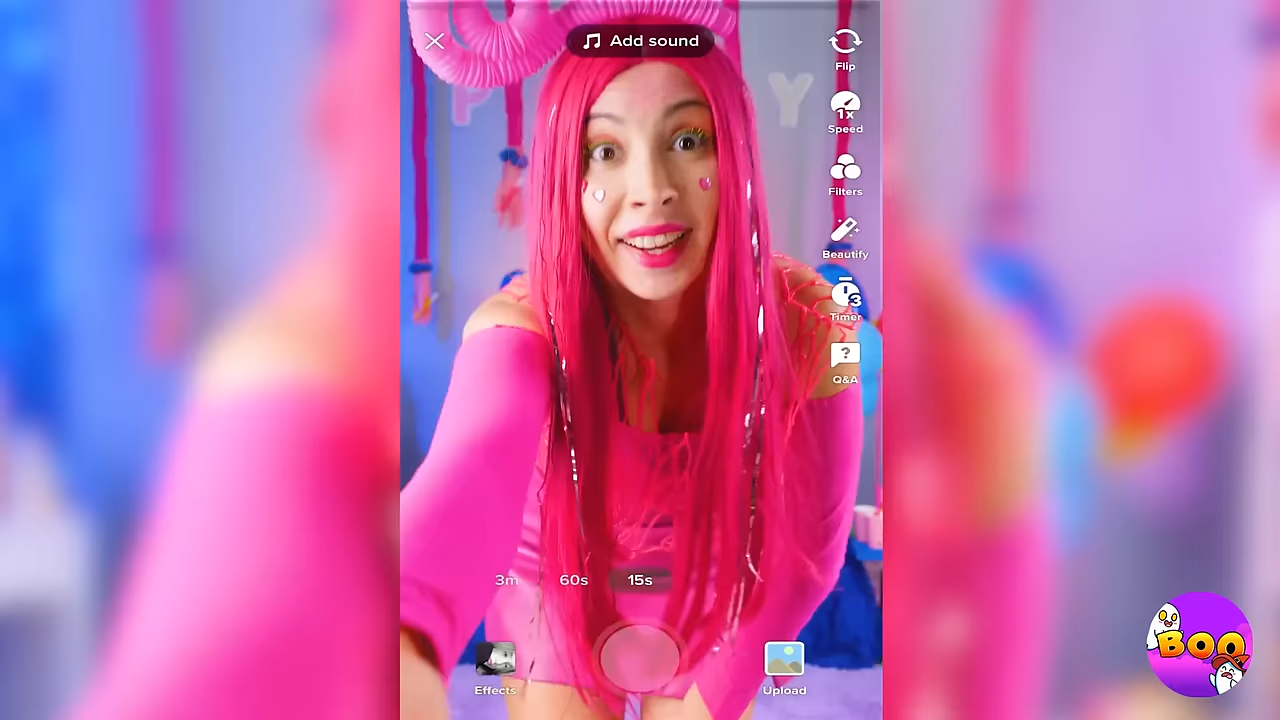 Add sound
Flip
P
Y
1x
Speed
Filters
Beautify
3
Timer
?
Q&A
3m
60s
15s
Effects
Upload
BOO